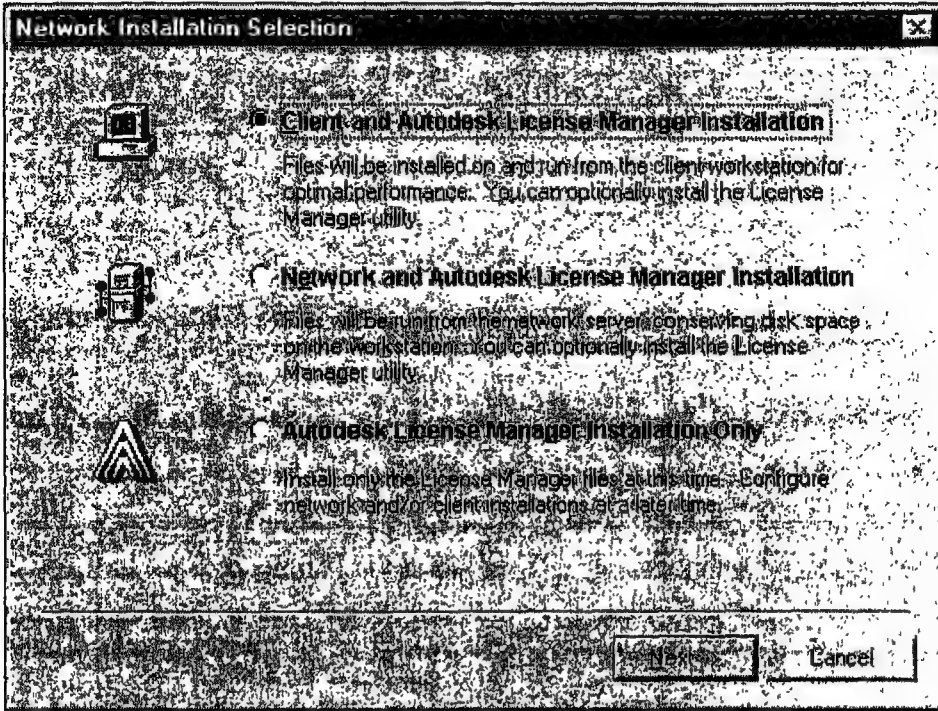 Network Installation Selection
Client and Autodesk License Manager Installation
Files will be installed on and run from the client workstation for
optimal performance. You can optionally install the License
Manager utility.
Network and Autodesk License Manager Installation
Files will be run from the network server, conserving disk space
on the workstation. You can optionally install the License
Manager utility.
Autodesk License Manager Installation Only
Install only the License Manager files at this time. Configure
network and/or client installations at a later time.
Next >
Cancel